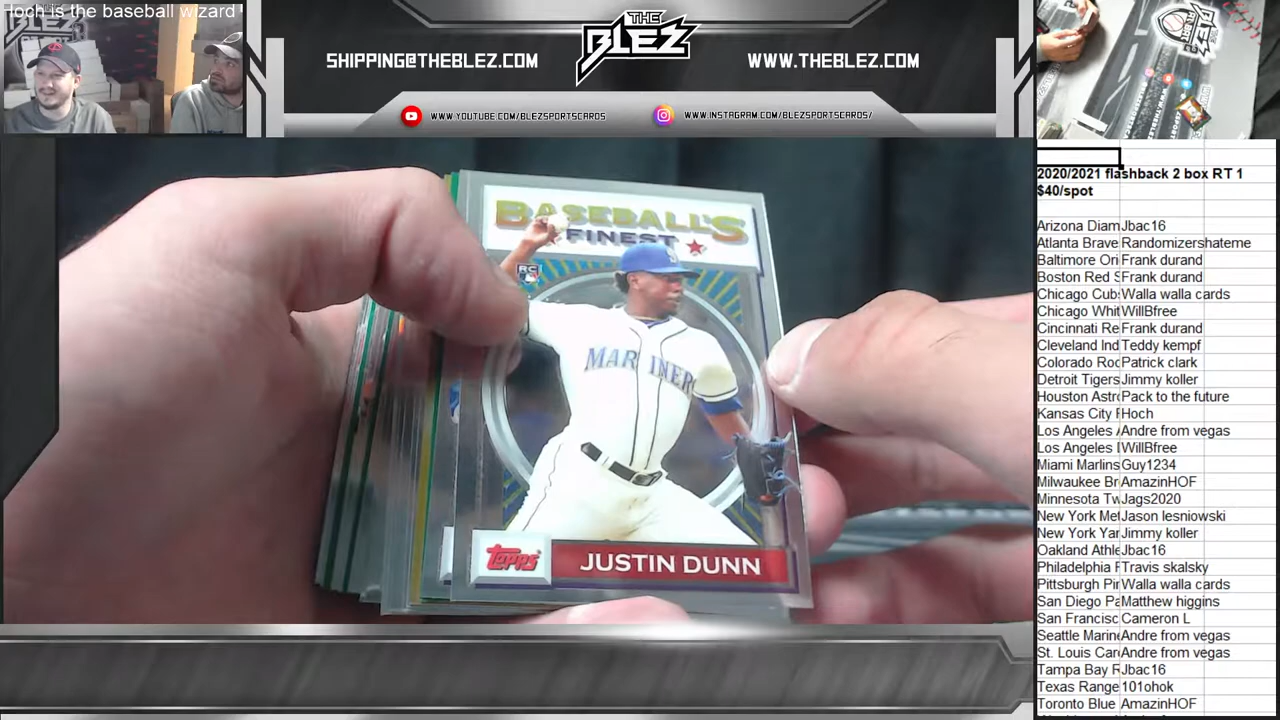 Hoch is the baseball wizard
THE
BLEZ
SHIPPING@THEBLEZ.COM
WWW.THEBLEZ.COM
WWW.YOUTUBE.COM/BLEZSPORTSCARDS
WWW.INSTAGRAM.COM/BLEZSPORTSCARDS/
BASEBALL'S
FINEST
RC
MARINER
Topps
JUSTIN DUNN
2020/2021 flashback 2 box RT 1
$40/spot
Arizona Diam Jbac16
Atlanta Brave Randomizershateme
Baltimore Ori Frank durand
Boston Red S Frank durand
Chicago Cub Walla walla cards
Chicago Whit WillBfree
Cincinnati Re Frank durand
Cleveland Ind Teddy kempf
Colorado Roc Patrick clark
Detroit Tigers Jimmy koller
Houston Astr Pack to the future
Kansas City Hoch
Los Angeles Andre from vegas
Los Angeles WillBfree
Miami Marlins Guy1234
Milwaukee Br AmazinHOF
Minnesota Tw Jags2020
New York Met Jason lesniowski
New York Yan Jimmy koller
Oakland Athle Jbac16
Philadelphia Travis skalsky
Pittsburgh Pir Walla walla cards
San Diego Pa Matthew higgins
San Francisc Cameron L
Seattle Marine Andre from vegas
St. Louis Car Andre from vegas
Tampa Bay R Jbac16
Texas Range 101ohok
Toronto Blue AmazinHOF